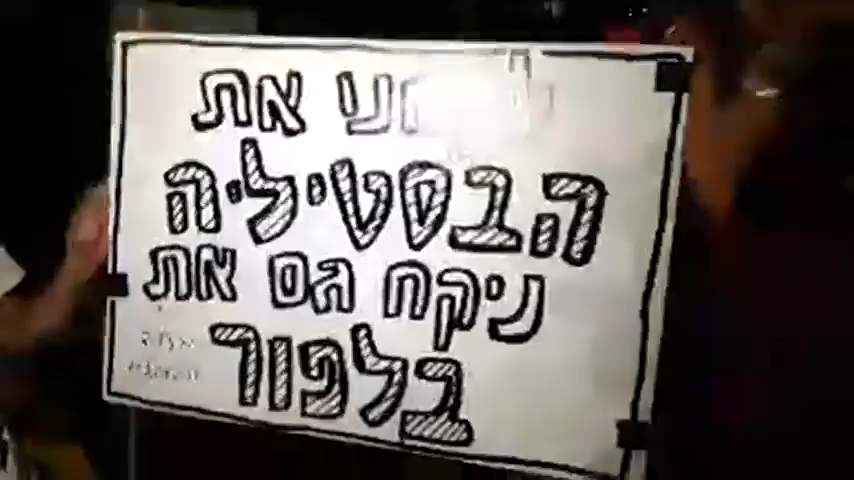 את
הבסטיליה
ניקח גם את
בלפור